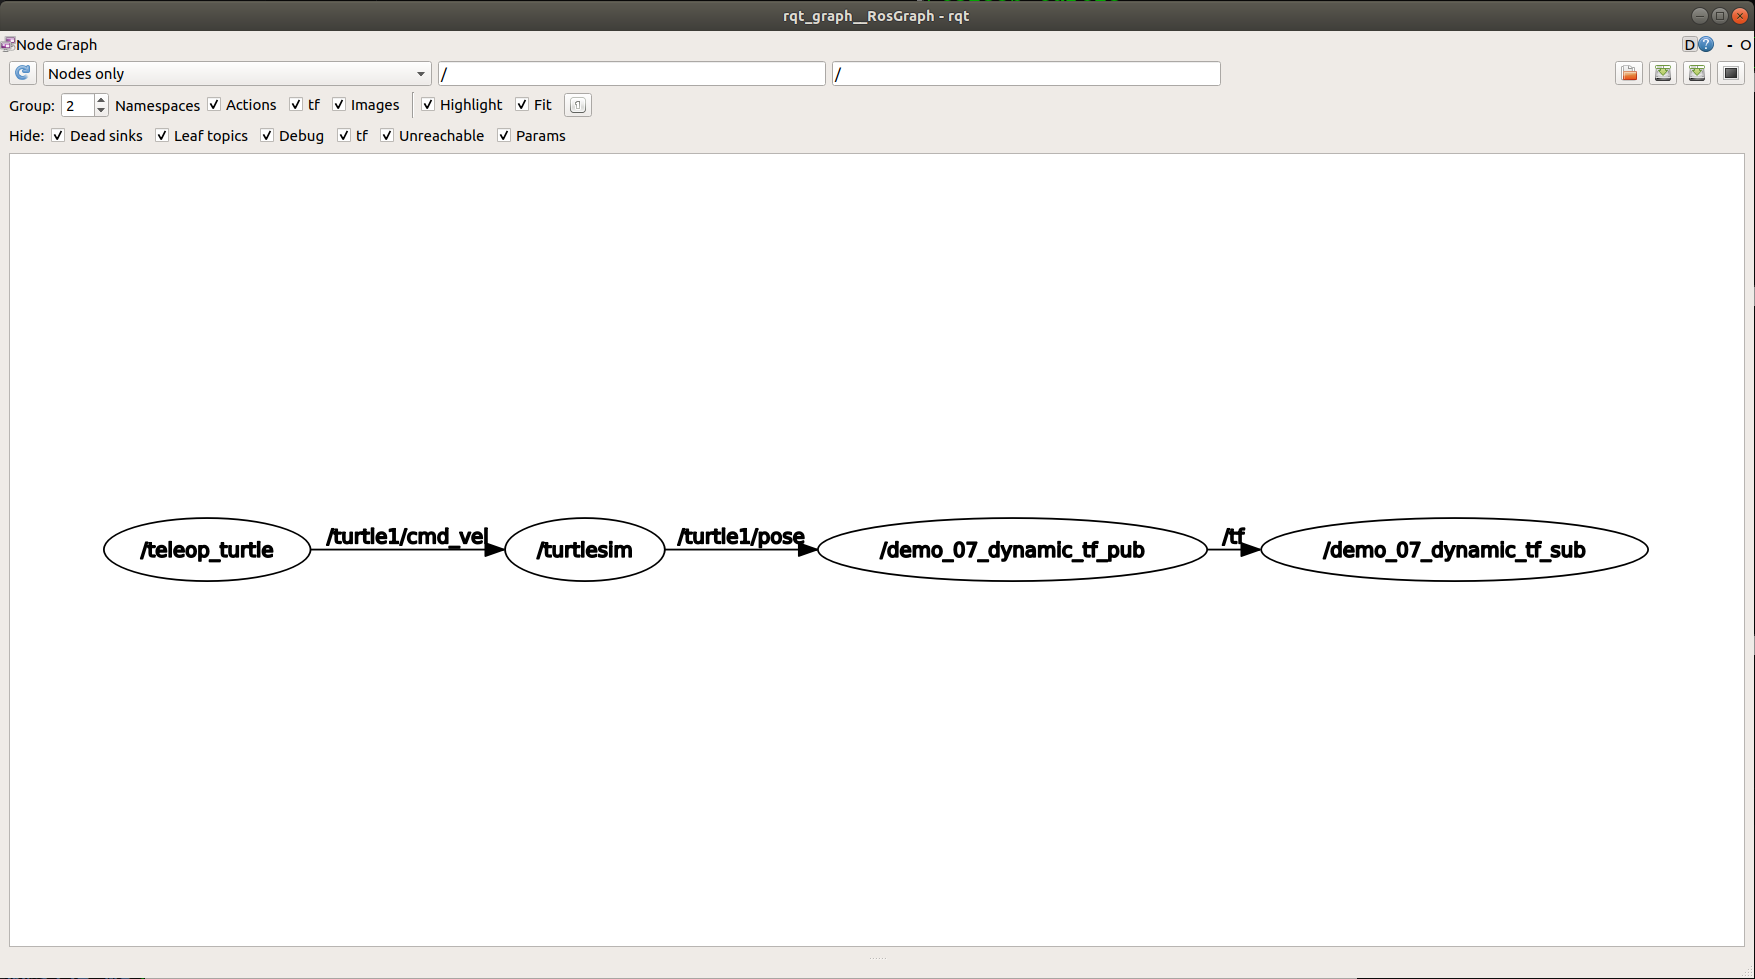 rqt_graph__RosGraph - rqt
Node Graph
D ? - O
Nodes only / /
Group: 2 Namespaces Actions tf Images Highlight Fit
Hide: Dead sinks Leaf topics Debug tf Unreachable Params
/teleop_turtle /turtle1/cmd_vel /turtlesim /turtle1/pose /demo_07_dynamic_tf_pub /tf /demo_07_dynamic_tf_sub